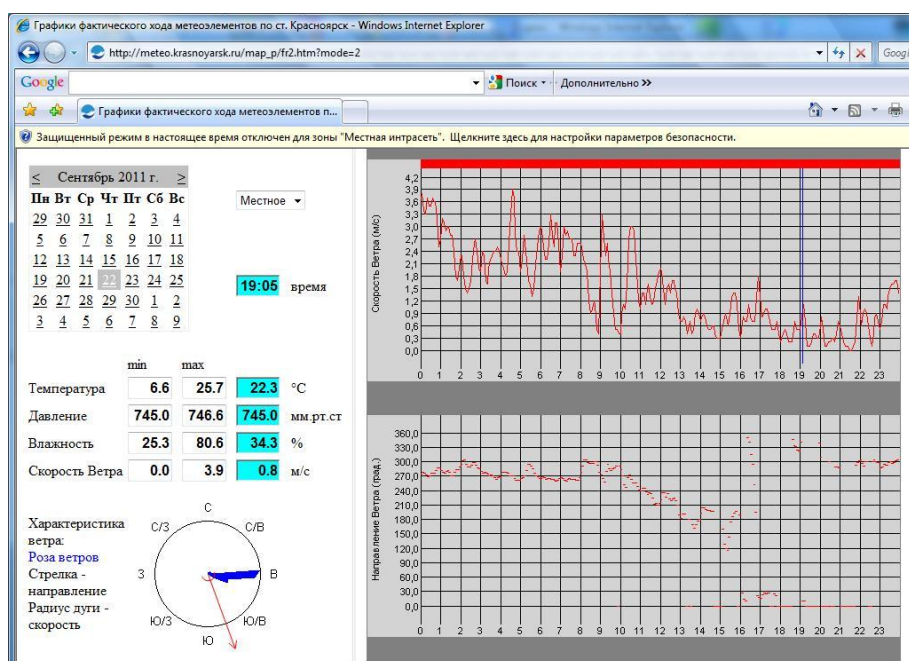 Графики фактического хода метеоэлементов по ст. Красноярск - Windows Internet Explorer
http://meteo.krasnoyarsk.ru/map_p/fr2.htm?mode=2
Googl
Google
Поиск
Дополнительно >>
Графики фактического хода метеоэлементов п...
Защищенный режим в настоящее время отключен для зоны "Местная интрасеть". Щелкните здесь для настройки параметров безопасности.
< Сентябрь 2011 г. >
Пн Вт Ср Чт Пт Сб Вс
29 30 31 1 2 3 4
5 6 7 8 9 10 11
12 13 14 15 16 17 18
19 20 21 22 23 24 25
26 27 28 29 30 1 2
3 4 5 6 7 8 9
Местное
19:05 время
min max
Температура 6.6 25.7 22.3 °C
Давление 745.0 746.6 745.0 мм.рт.ст
Влажность 25.3 80.6 34.3 %
Скорость Ветра 0.0 3.9 0.8 м/с
Характеристика
ветра:
Роза ветров
Стрелка -
направление
Радиус дуги -
скорость
С
С/З С/В
З В
Ю/З Ю/В
Ю
Скорость Ветра (м/с)
4,2
3,9
3,6
3,3
3,0
2,7
2,4
2,1
1,8
1,5
1,2
0,9
0,6
0,3
0,0
0 1 2 3 4 5 6 7 8 9 10 11 12 13 14 15 16 17 18 19 20 21 22 23
Направление Ветра (град.)
360,0
330,0
300,0
270,0
240,0
210,0
180,0
150,0
120,0
90,0
60,0
30,0
0,0
0 1 2 3 4 5 6 7 8 9 10 11 12 13 14 15 16 17 18 19 20 21 22 23